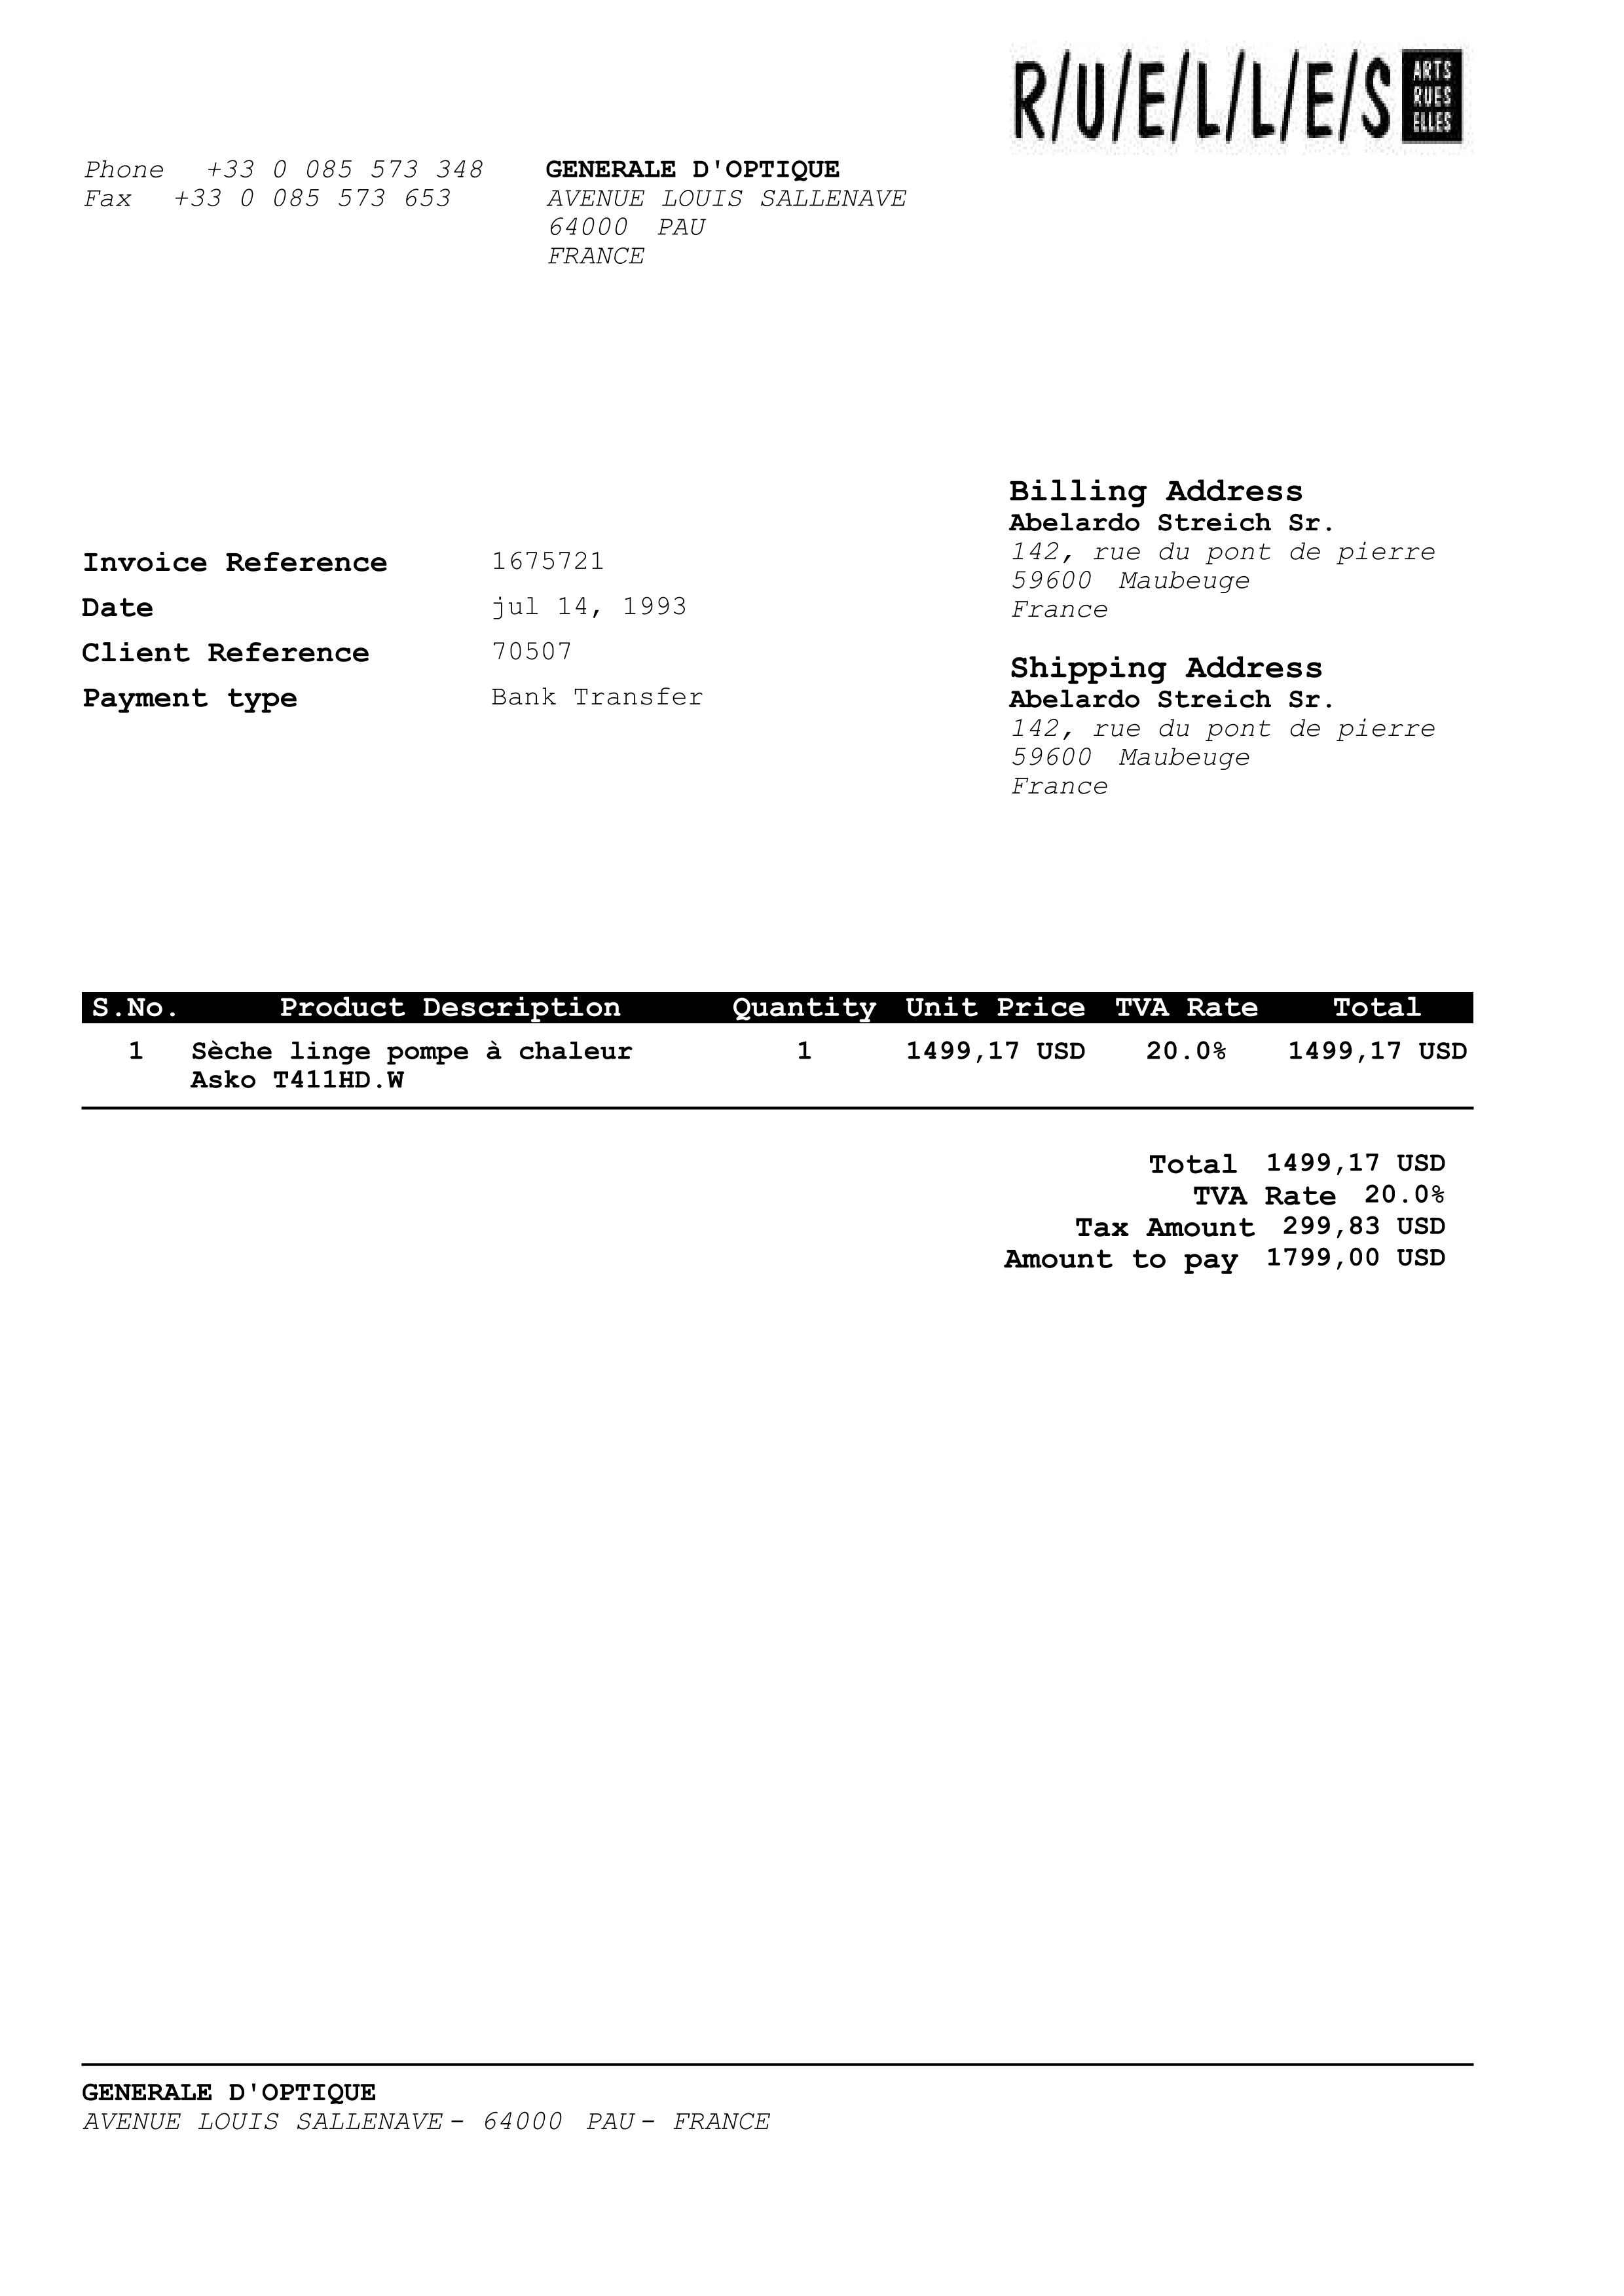 R/U/E/L/L/E/S ARTS
RUES
ELLES
Phone +33 0 085 573 348
Fax +33 0 085 573 653
GENERALE D'OPTIQUE
AVENUE LOUIS SALLENAVE
64000 PAU
FRANCE
Invoice Reference 1675721
Date jul 14, 1993
Client Reference 70507
Payment type Bank Transfer
Billing Address
Abelardo Streich Sr.
142, rue du pont de pierre
59600 Maubeuge
France
Shipping Address
Abelardo Streich Sr.
142, rue du pont de pierre
59600 Maubeuge
France
S.No. Product Description Quantity Unit Price TVA Rate Total
1 Sèche linge pompe à chaleur 1 1499,17 USD 20.0% 1499,17 USD
Asko T411HD.W
Total 1499,17 USD
TVA Rate 20.0%
Tax Amount 299,83 USD
Amount to pay 1799,00 USD
GENERALE D'OPTIQUE
AVENUE LOUIS SALLENAVE - 64000 PAU - FRANCE